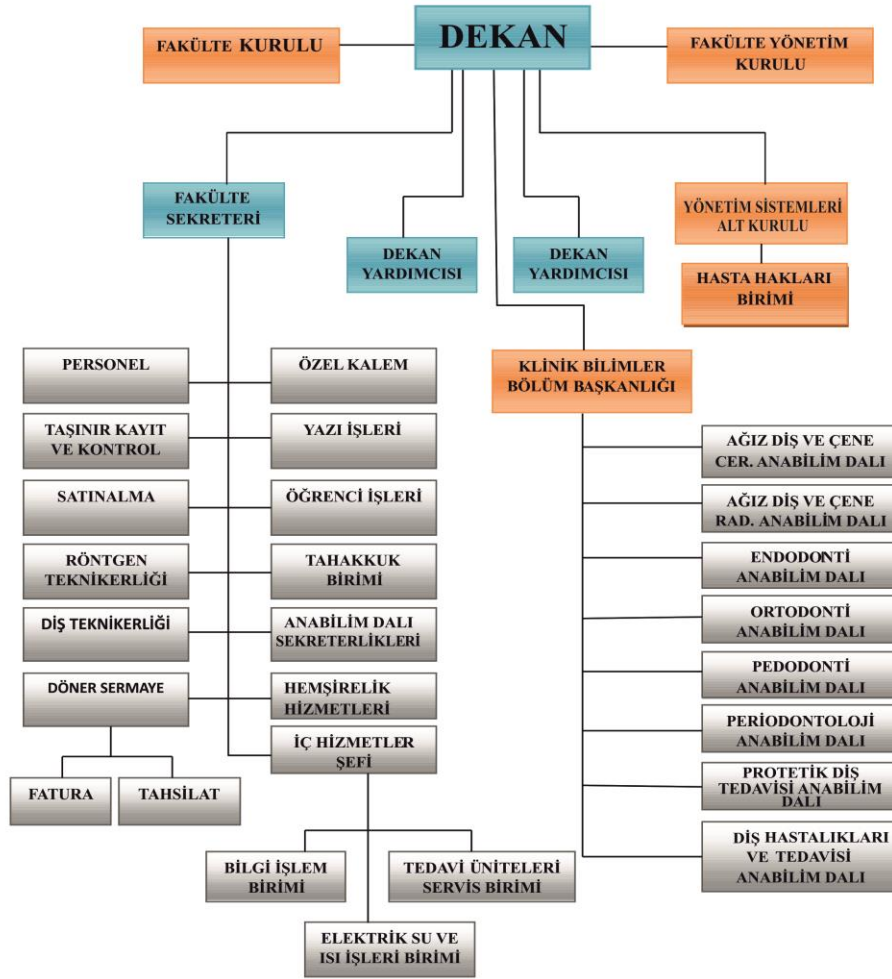 DEKAN
FAKÜLTE KURULU
FAKÜLTE YÖNETİM
KURULU
FAKÜLTE
SEKRETERİ
YÖNETİM SİSTEMLERİ
ALT KURULU
DEKAN
YARDIMCISI
DEKAN
YARDIMCISI
HASTA HAKLARI
BİRİMİ
PERSONEL
ÖZEL KALEM
KLİNİK BİLİMLER
BÖLÜM BAŞKANLIĞI
TAŞINIR KAYIT
VE KONTROL
YAZI İŞLERİ
SATINALMA
ÖĞRENCİ İŞLERİ
RÖNTGEN
TEKNİKERLİĞİ
TAHAKKUK
BİRİMİ
DİŞ TEKNİKERLİĞİ
ANABİLİM DALI
SEKRETERLİKLERİ
DÖNER SERMAYE
HEMŞİRELİK
HİZMETLERİ
İÇ HİZMETLER
ŞEFİ
FATURA
TAHSİLAT
BİLGİ İŞLEM
BİRİMİ
TEDAVİ ÜNİTELERİ
SERVİS BİRİMİ
ELEKTRİK SU VE
ISI İŞLERİ BİRİMİ
AĞIZ DİŞ VE ÇENE
CER. ANABİLİM DALI
AĞIZ DİŞ VE ÇENE
RAD. ANABİLİM DALI
ENDODONTİ
ANABİLİM DALI
ORTODONTİ
ANABİLİM DALI
PEDODONTİ
ANABİLİM DALI
PERİODONTOLOJİ
ANABİLİM DALI
PROTETİK DİŞ
TEDAVİSİ ANABİLİM
DALI
DİŞ HASTALIKLARI
VE TEDAVİSİ
ANABİLİM DALI